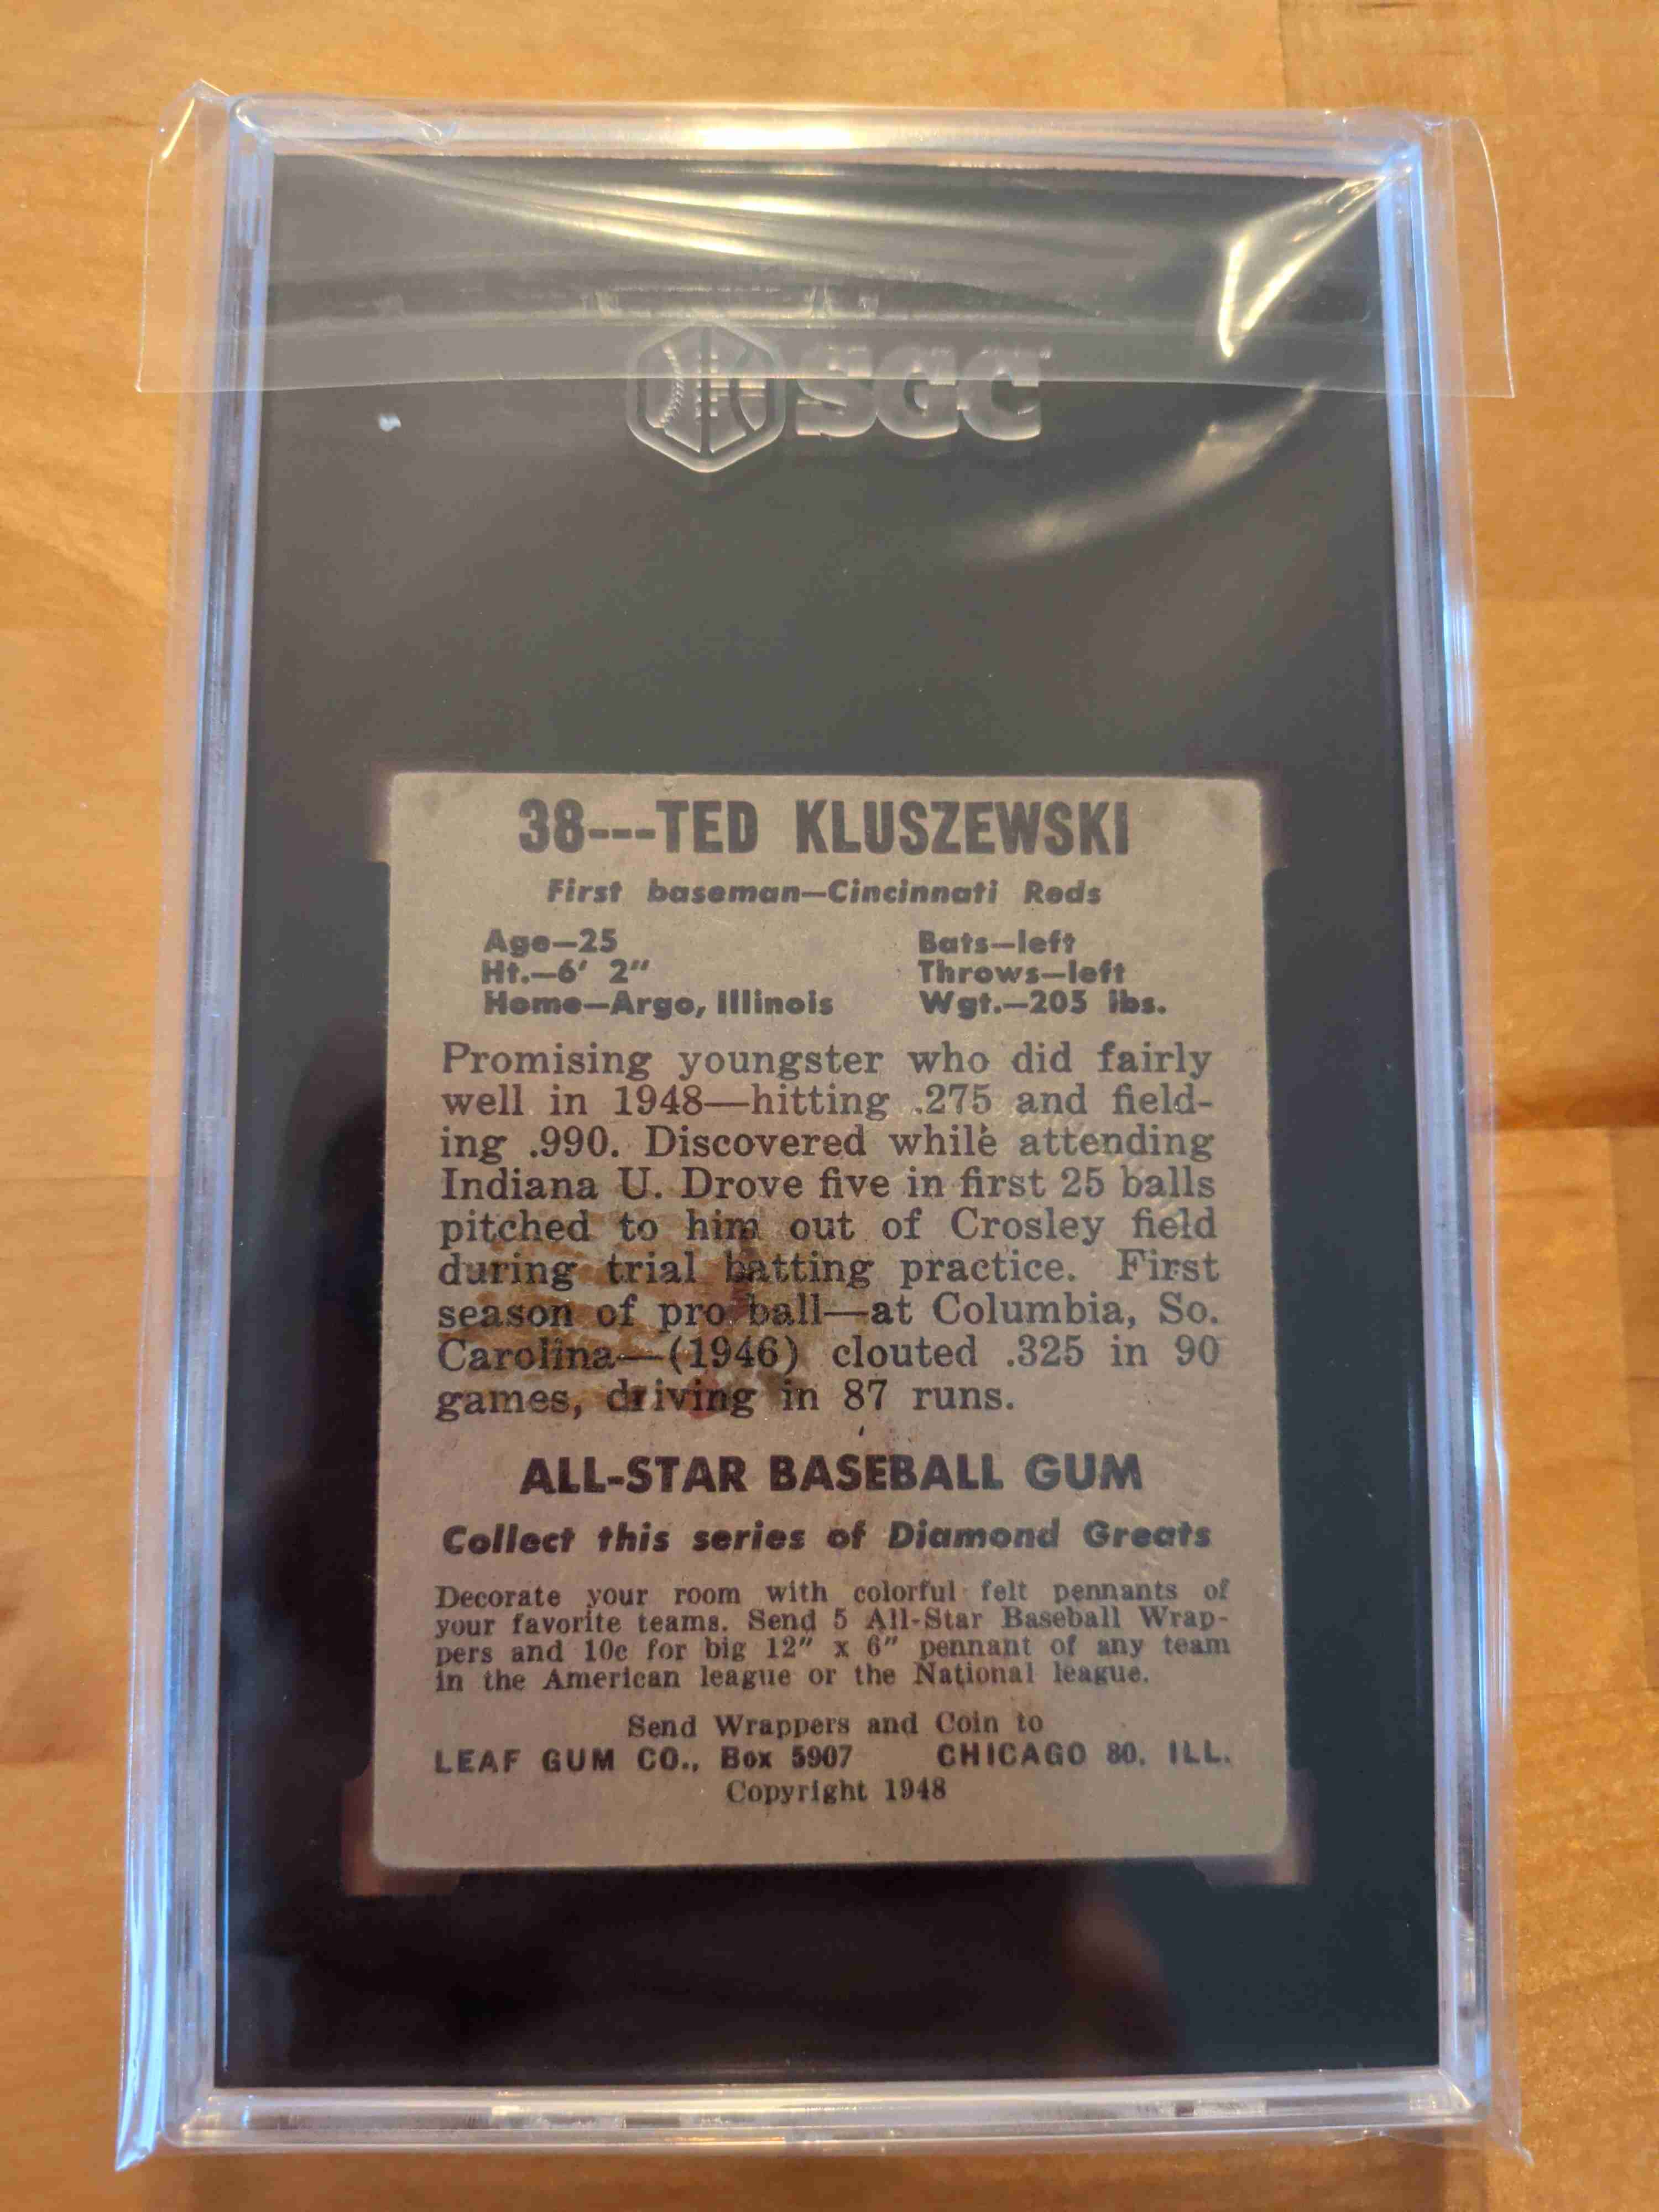 SGC
38---TED KLUSZEWSKI
First baseman—Cincinnati Reds
Age—25 Bats—left
Ht.—6' 2" Throws—left
Home—Argo, Illinois Wgt.—205 lbs.
Promising youngster who did fairly
well in 1948—hitting .275 and field-
ing .990. Discovered while attending
Indiana U. Drove five in first 25 balls
pitched to him out of Crosley field
during trial batting practice. First
season of pro ball—at Columbia, So.
Carolina—(1946) clouted .325 in 90
games, driving in 87 runs.
ALL-STAR BASEBALL GUM
Collect this series of Diamond Greats
Decorate your room with colorful felt pennants of
your favorite teams. Send 5 All-Star Baseball Wrap-
pers and 10c for big 12" x 6" pennant of any team
in the American league or the National league.
Send Wrappers and Coin to
LEAF GUM CO., Box 5907 CHICAGO 80, ILL.
Copyright 1948